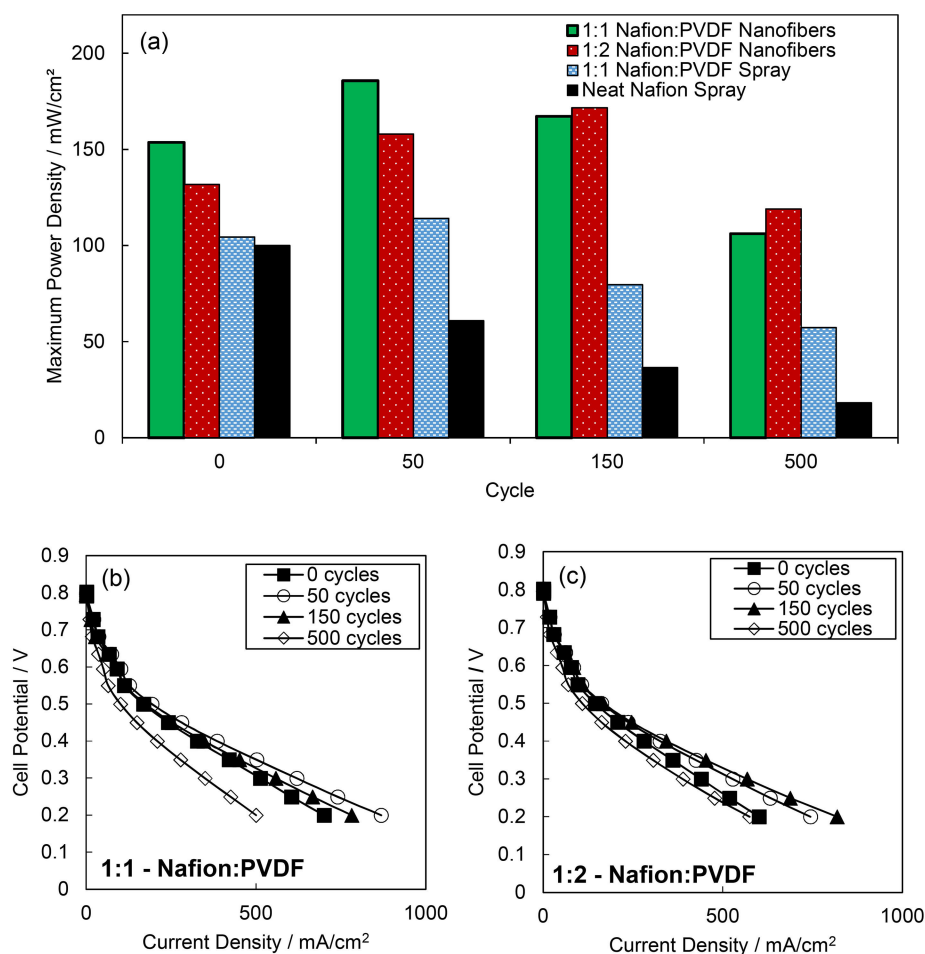 (a)
1:1 Nafion:PVDF Nanofibers
1:2 Nafion:PVDF Nanofibers
1:1 Nafion:PVDF Spray
Neat Nafion Spray
Maximum Power Density / mW/cm²
200
150
100
50
0
0 50 150 500
Cycle
(b)
0 cycles
50 cycles
150 cycles
500 cycles
Cell Potential / V
0.9
0.8
0.7
0.6
0.5
0.4
0.3
0.2
0.1
0
1:1 - Nafion:PVDF
0 500 1000
Current Density / mA/cm²
(c)
0 cycles
50 cycles
150 cycles
500 cycles
Cell Potential / V
0.9
0.8
0.7
0.6
0.5
0.4
0.3
0.2
0.1
0
1:2 - Nafion:PVDF
0 500 1000
Current Density / mA/cm²